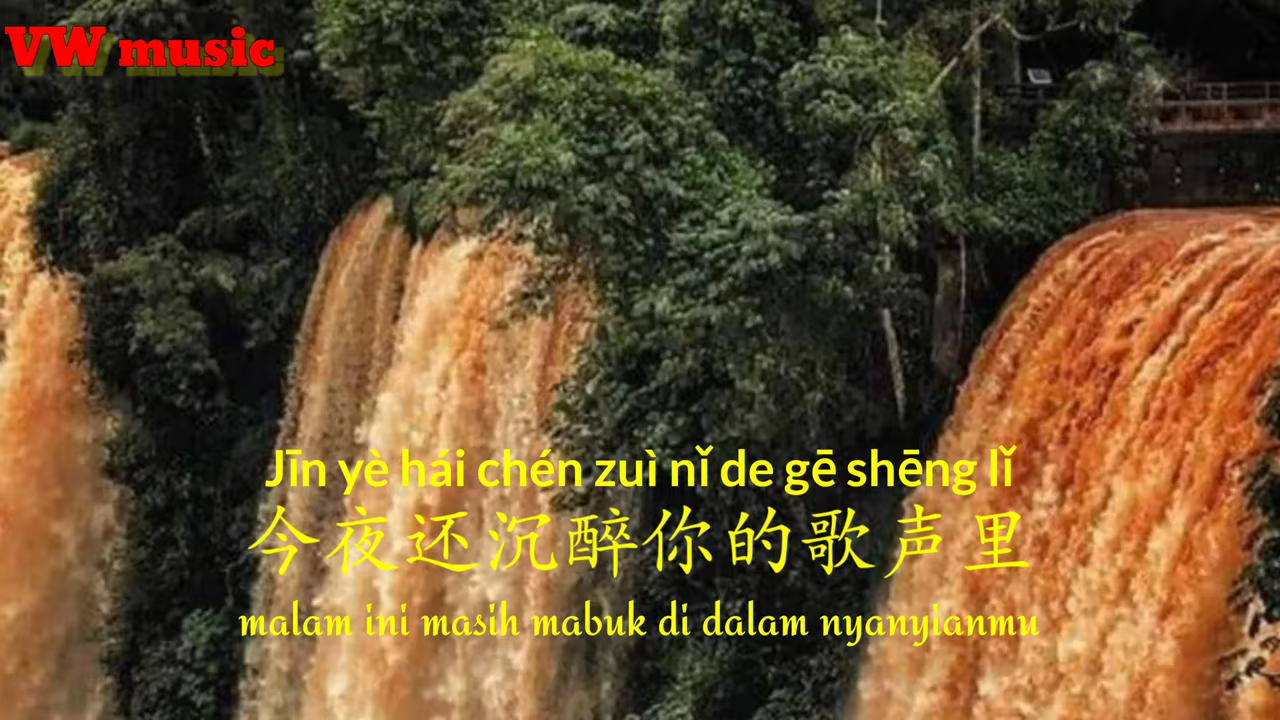 VW music
Jīn yè hái chén zuì nǐ de gē shēng lǐ
今夜还沉醉你的歌声里
malam ini masih mabuk di dalam nyanyianmu